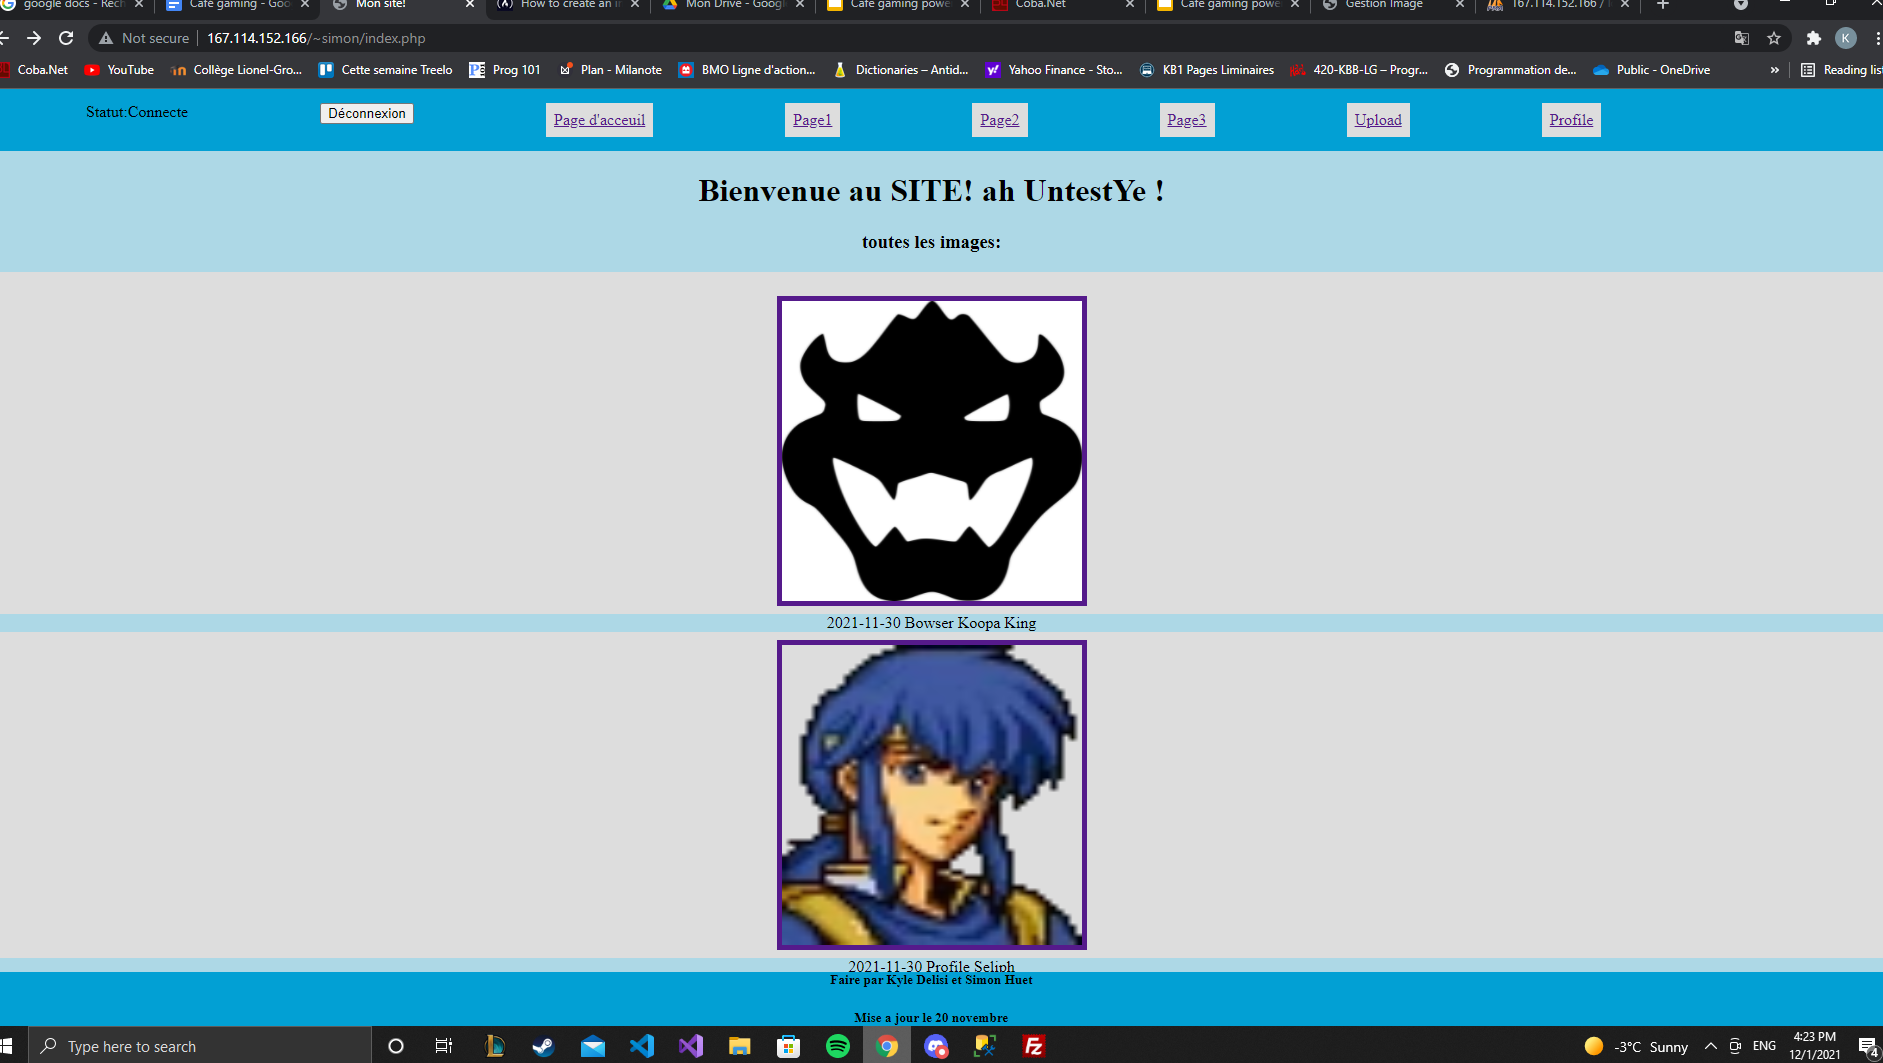 google docs - Rech
Café gaming - Goo
Mon site!
How to create an i
Mon Drive - Googl
Café gaming powe
Coba.Net
Café gaming powe
Gestion Image
167.114.152.166 /
Not secure 167.114.152.166/~simon/index.php
K
Coba.Net YouTube Collège Lionel-Gro... Cette semaine Treelo Prog 101 Plan - Milanote BMO Ligne d'action... Dictionaries – Antid... Yahoo Finance - Sto... KB1 Pages Liminaires 420-KBB-LG – Progr... Programmation de... Public - OneDrive » Reading list
Statut:Connecte Déconnexion Page d'acceuil Page1 Page2 Page3 Upload Profile
Bienvenue au SITE! ah UntestYe !
toutes les images:
2021-11-30 Bowser Koopa King
2021-11-30 Profile Seliph
Faire par Kyle Delisi et Simon Huet
Mise a jour le 20 novembre
Type here to search
-3°C Sunny
ENG
4:23 PM
12/1/2021
4